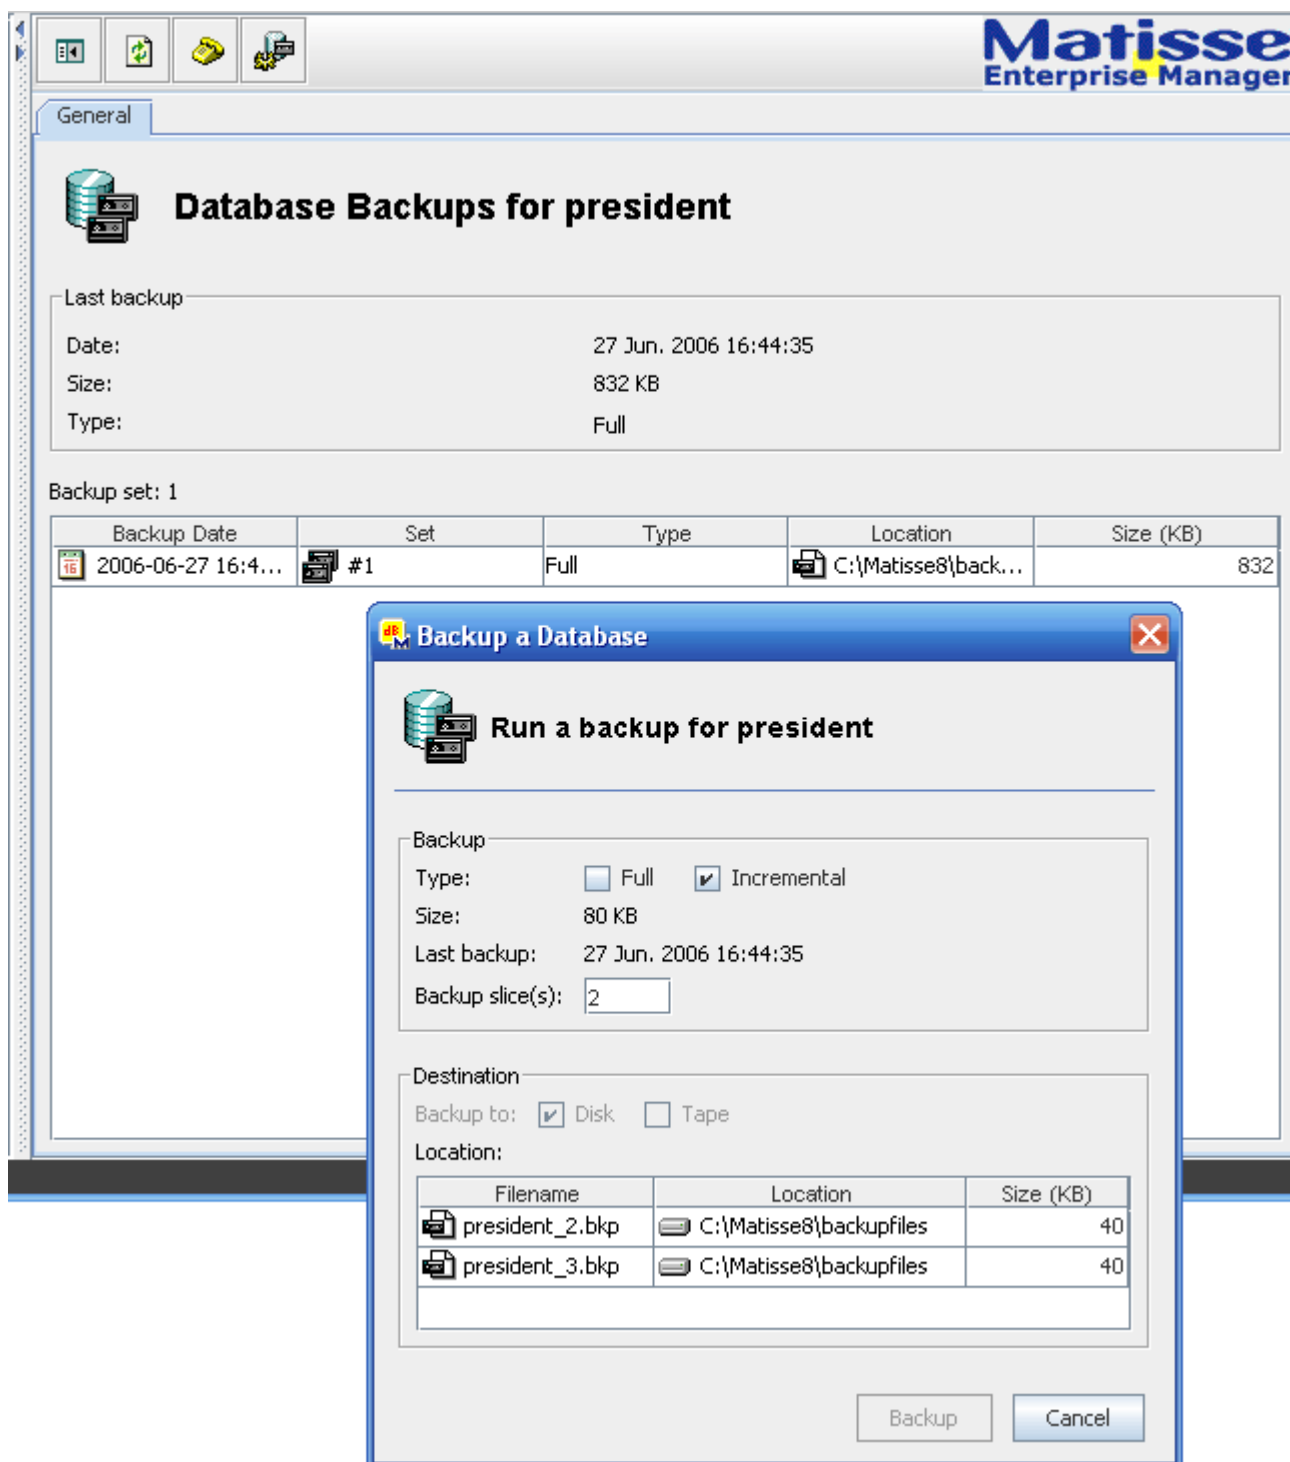 Matisse
Enterprise Manager
General
Database Backups for president
Last backup
Date: 27 Jun. 2006 16:44:35
Size: 832 KB
Type: Full
Backup set: 1
Backup Date Set Type Location Size (KB)
16 2006-06-27 16:4... #1 Full C:\Matisse8\back... 832
dB M Backup a Database
Run a backup for president
Backup
Type: Full Incremental
Size: 80 KB
Last backup: 27 Jun. 2006 16:44:35
Backup slice(s): 2
Destination
Backup to: Disk Tape
Location:
Filename Location Size (KB)
president_2.bkp C:\Matisse8\backupfiles 40
president_3.bkp C:\Matisse8\backupfiles 40
Backup Cancel